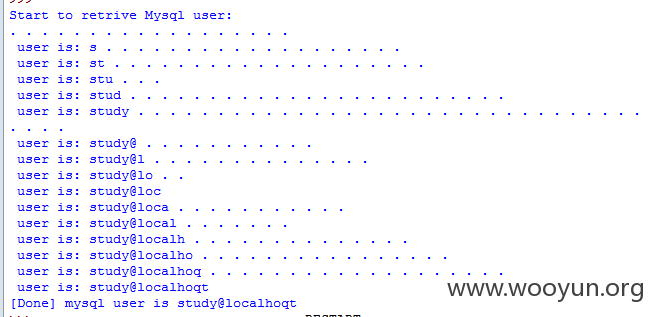 Start to retrive Mysql user:
. . . . . . . . . . . . . . . . . .
user is: s . . . . . . . . . . . . . . . . . . .
user is: st . . . . . . . . . . . . . . . . . . . .
user is: stu . . .
user is: stud . . . . . . . . . . . . . . . . . . . . . . . .
user is: study . . . . . . . . . . . . . . . . . . . . . . . . . . . . . . . .
. . . .
user is: study@ . . . . . . . . . . .
user is: study@l . . . . . . . . . . . . . .
user is: study@lo . .
user is: study@loc
user is: study@loca . . . . . . . . . . .
user is: study@local . . . . . . .
user is: study@localh . . . . . . . . . . . . . .
user is: study@localho . . . . . . . . . . . . . . . .
user is: study@localhoq . . . . . . . . . . . . . . . . . . .
user is: study@localhoqt
[Done] mysql user is study@localhoqt
www.wooyun.org